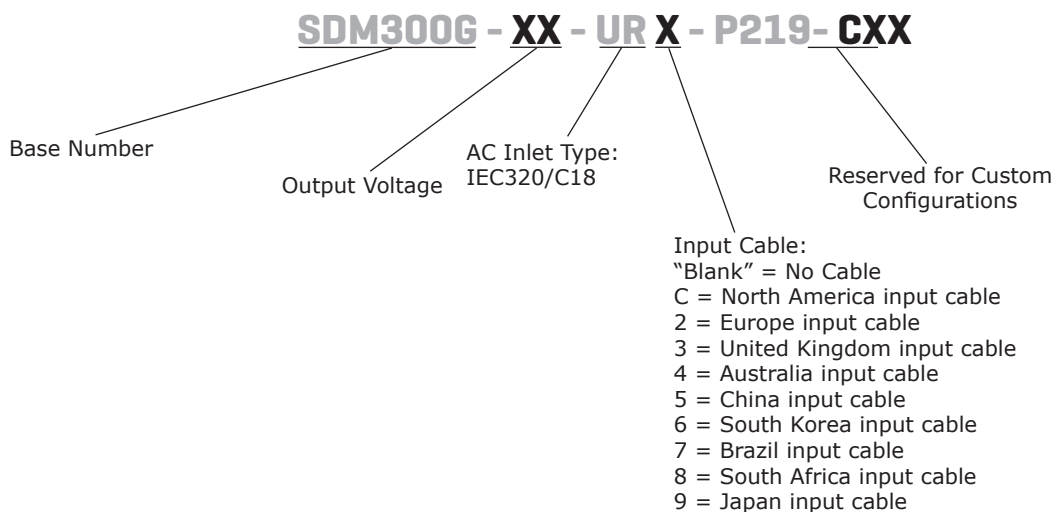 SDM300G - XX - UR X - P219- CXX
Base Number
Output Voltage
AC Inlet Type:
IEC320/C18
Reserved for Custom
Configurations
Input Cable:
“Blank” = No Cable
C = North America input cable
2 = Europe input cable
3 = United Kingdom input cable
4 = Australia input cable
5 = China input cable
6 = South Korea input cable
7 = Brazil input cable
8 = South Africa input cable
9 = Japan input cable